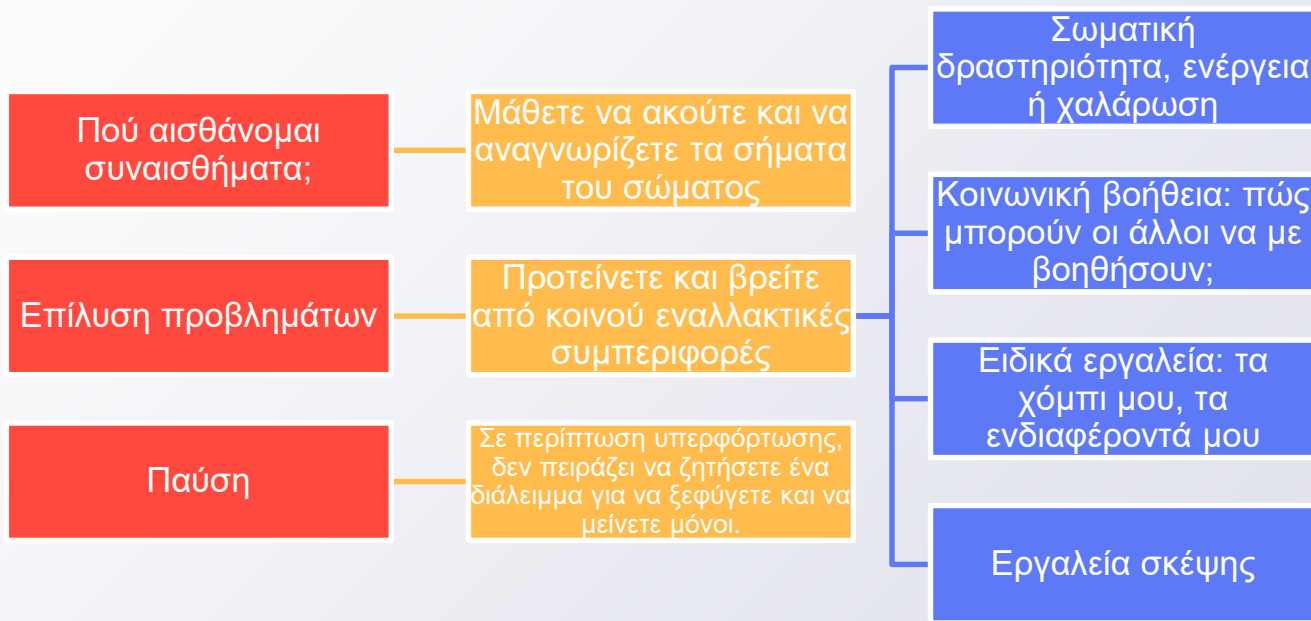 Πού αισθάνομαι
συναισθήματα;
Μάθετε να ακούτε και να
αναγνωρίζετε τα σήματα
του σώματος
Επίλυση προβλημάτων
Προτείνετε και βρείτε
από κοινού εναλλακτικές
συμπεριφορές
Σωματική
δραστηριότητα, ενέργεια
ή χαλάρωση
Κοινωνική βοήθεια: πώς
μπορούν οι άλλοι να με
βοηθήσουν;
Ειδικά εργαλεία: τα
χόμπι μου, τα
ενδιαφέροντά μου
Εργαλεία σκέψης
Παύση
Σε περίπτωση υπερφόρτωσης,
δεν πειράζει να ζητήσετε ένα
διάλειμμα για να ξεφύγετε και να
μείνετε μόνοι.